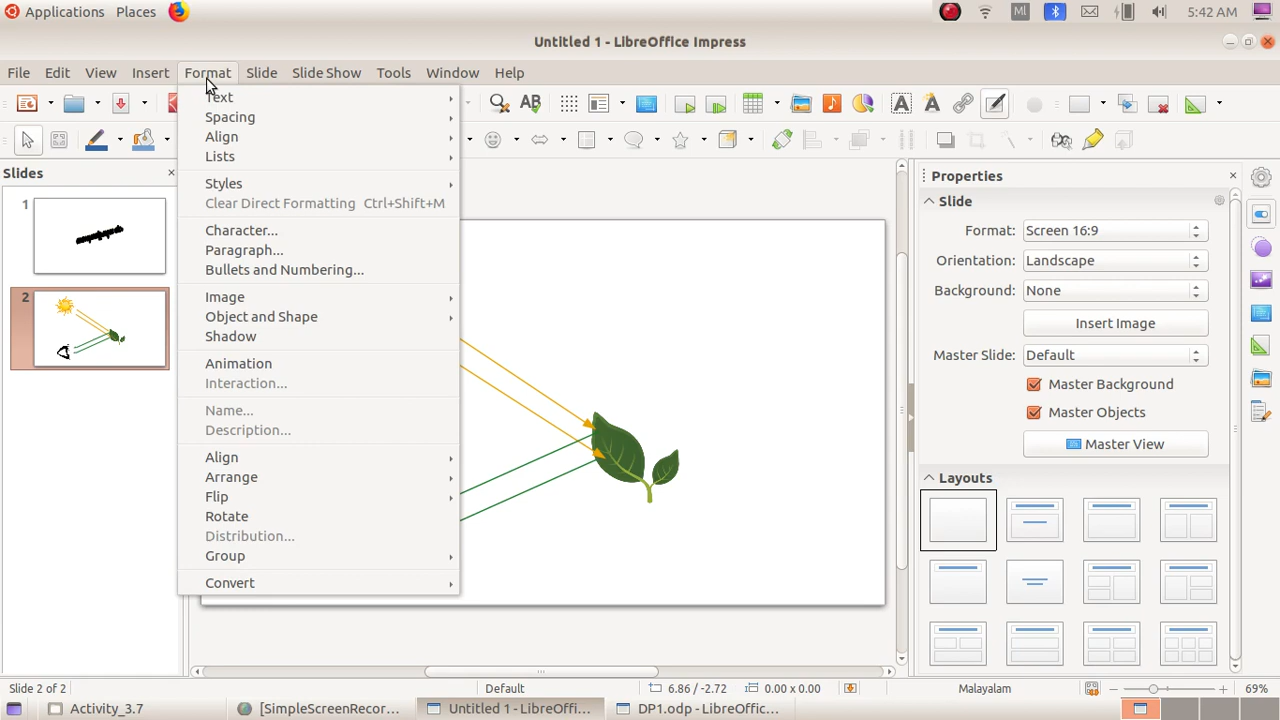 Applications Places Ml 5:42 AM
Untitled 1 - LibreOffice Impress
File Edit View Insert Format Slide Slide Show Tools Window Help
Slides
1
2
Text
Spacing
Align
Lists
Styles
Clear Direct Formatting Ctrl+Shift+M
Character...
Paragraph...
Bullets and Numbering...
Image
Object and Shape
Shadow
Animation
Interaction...
Name...
Description...
Align
Arrange
Flip
Rotate
Distribution...
Group
Convert
Properties
Slide
Format: Screen 16:9
Orientation: Landscape
Background: None
Insert Image
Master Slide: Default
Master Background
Master Objects
Master View
Layouts
Slide 2 of 2 Default 6.86 / -2.72 0.00 x 0.00 Malayalam 69%
Activity_3.7 [SimpleScreenRecor... Untitled 1 - LibreOffi... DP1.odp - LibreOffic...